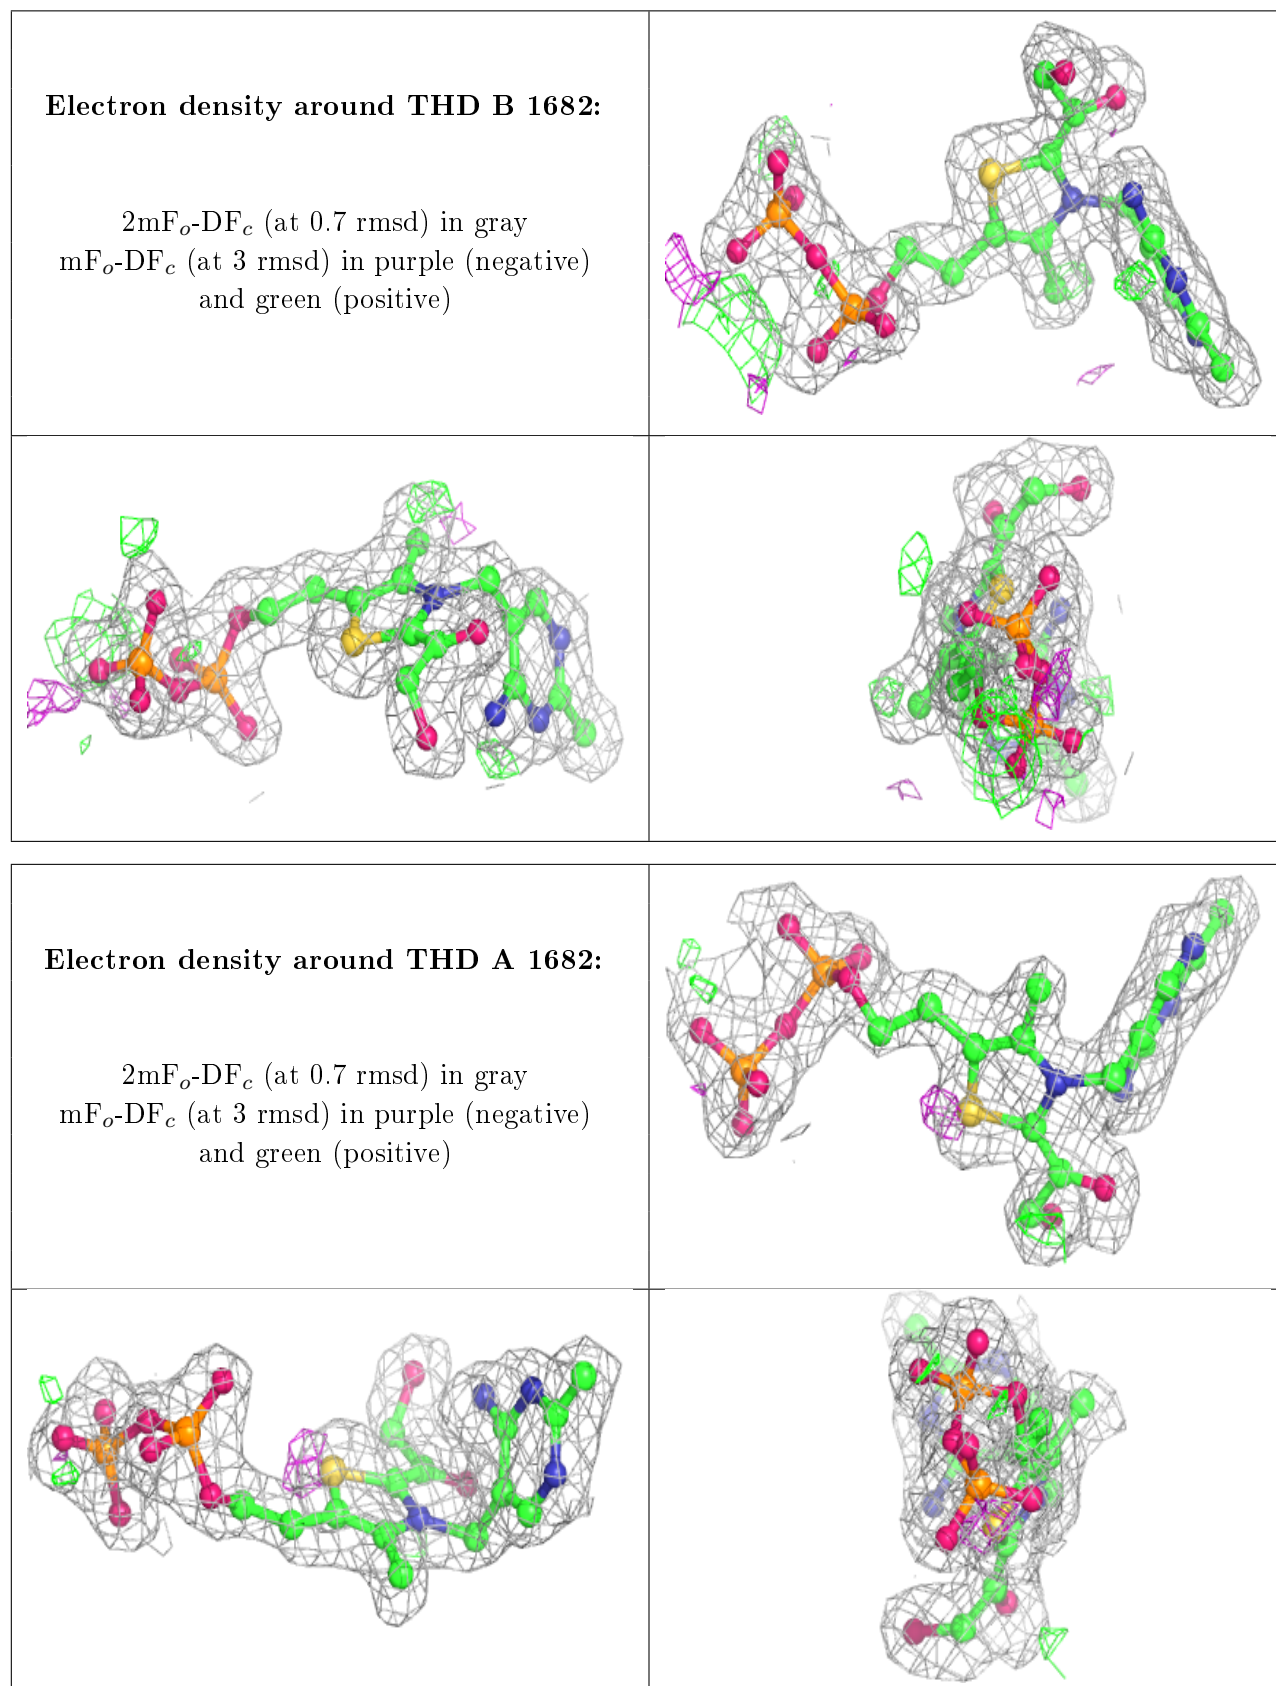 Electron density around THD B 1682:
2mFₒ-DF𝑐 (at 0.7 rmsd) in gray
mFₒ-DF𝑐 (at 3 rmsd) in purple (negative)
and green (positive)
Electron density around THD A 1682:
2mFₒ-DF𝑐 (at 0.7 rmsd) in gray
mFₒ-DF𝑐 (at 3 rmsd) in purple (negative)
and green (positive)